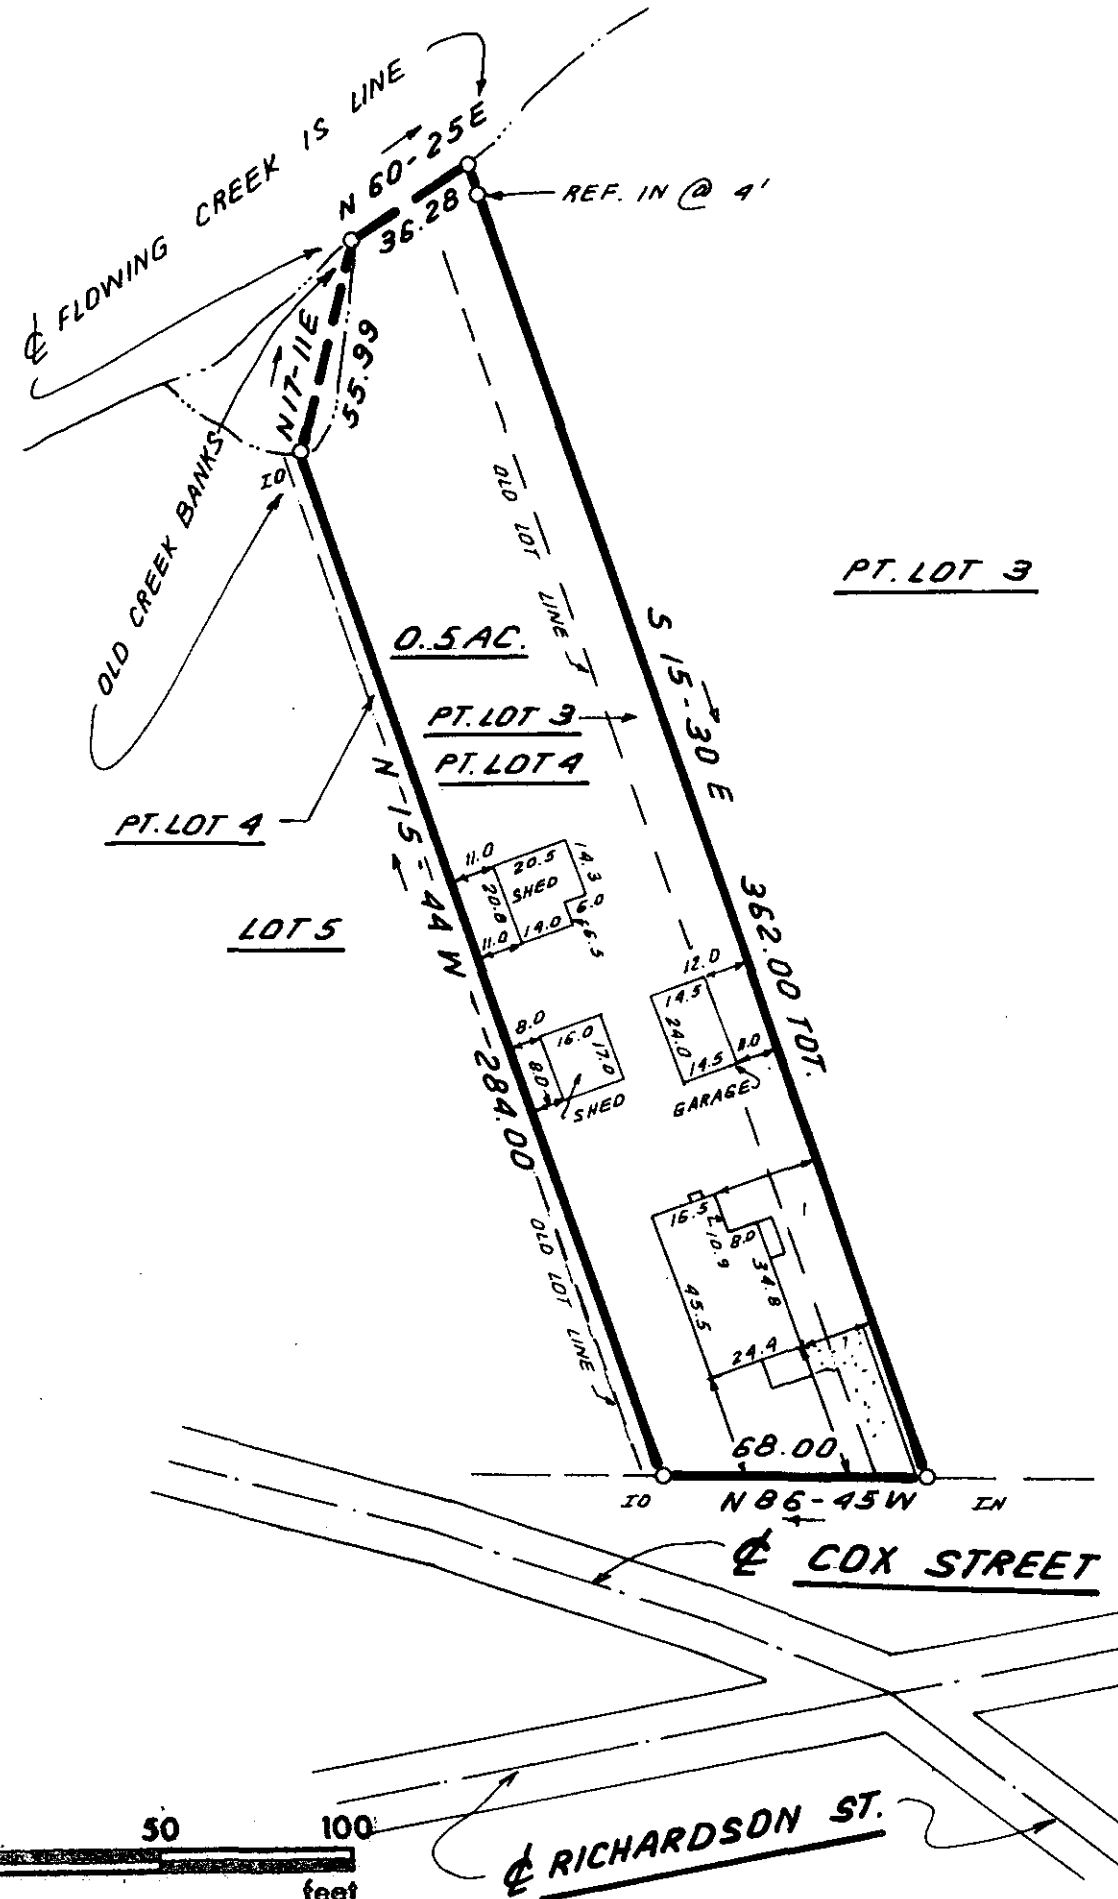 ℄ FLOWING CREEK IS LINE
N 60-25 E
36.28
REF. IN @ 4'
N17-11E
55.99
OLD CREEK BANKS
IO
OLD LOT LINE
PT. LOT 3
S 15-30 E
362.00 TOT.
0.5 AC.
PT. LOT 3
PT. LOT 4
PT. LOT 4
N-15-44 W
284.00
LOT 5
11.0
20.5
14.3
SHED
20.8
6.0
6.5
11.0
14.0
12.0
14.5
24.0
14.5
11.0
GARAGE
8.0
16.0
17.0
8.0
SHED
OLD LOT LINE
16.5
10.9
8.0
34.8
45.5
24.4
68.00
IO
N 86-45 W
IN
℄ COX STREET
℄ RICHARDSON ST.
50
100
feet